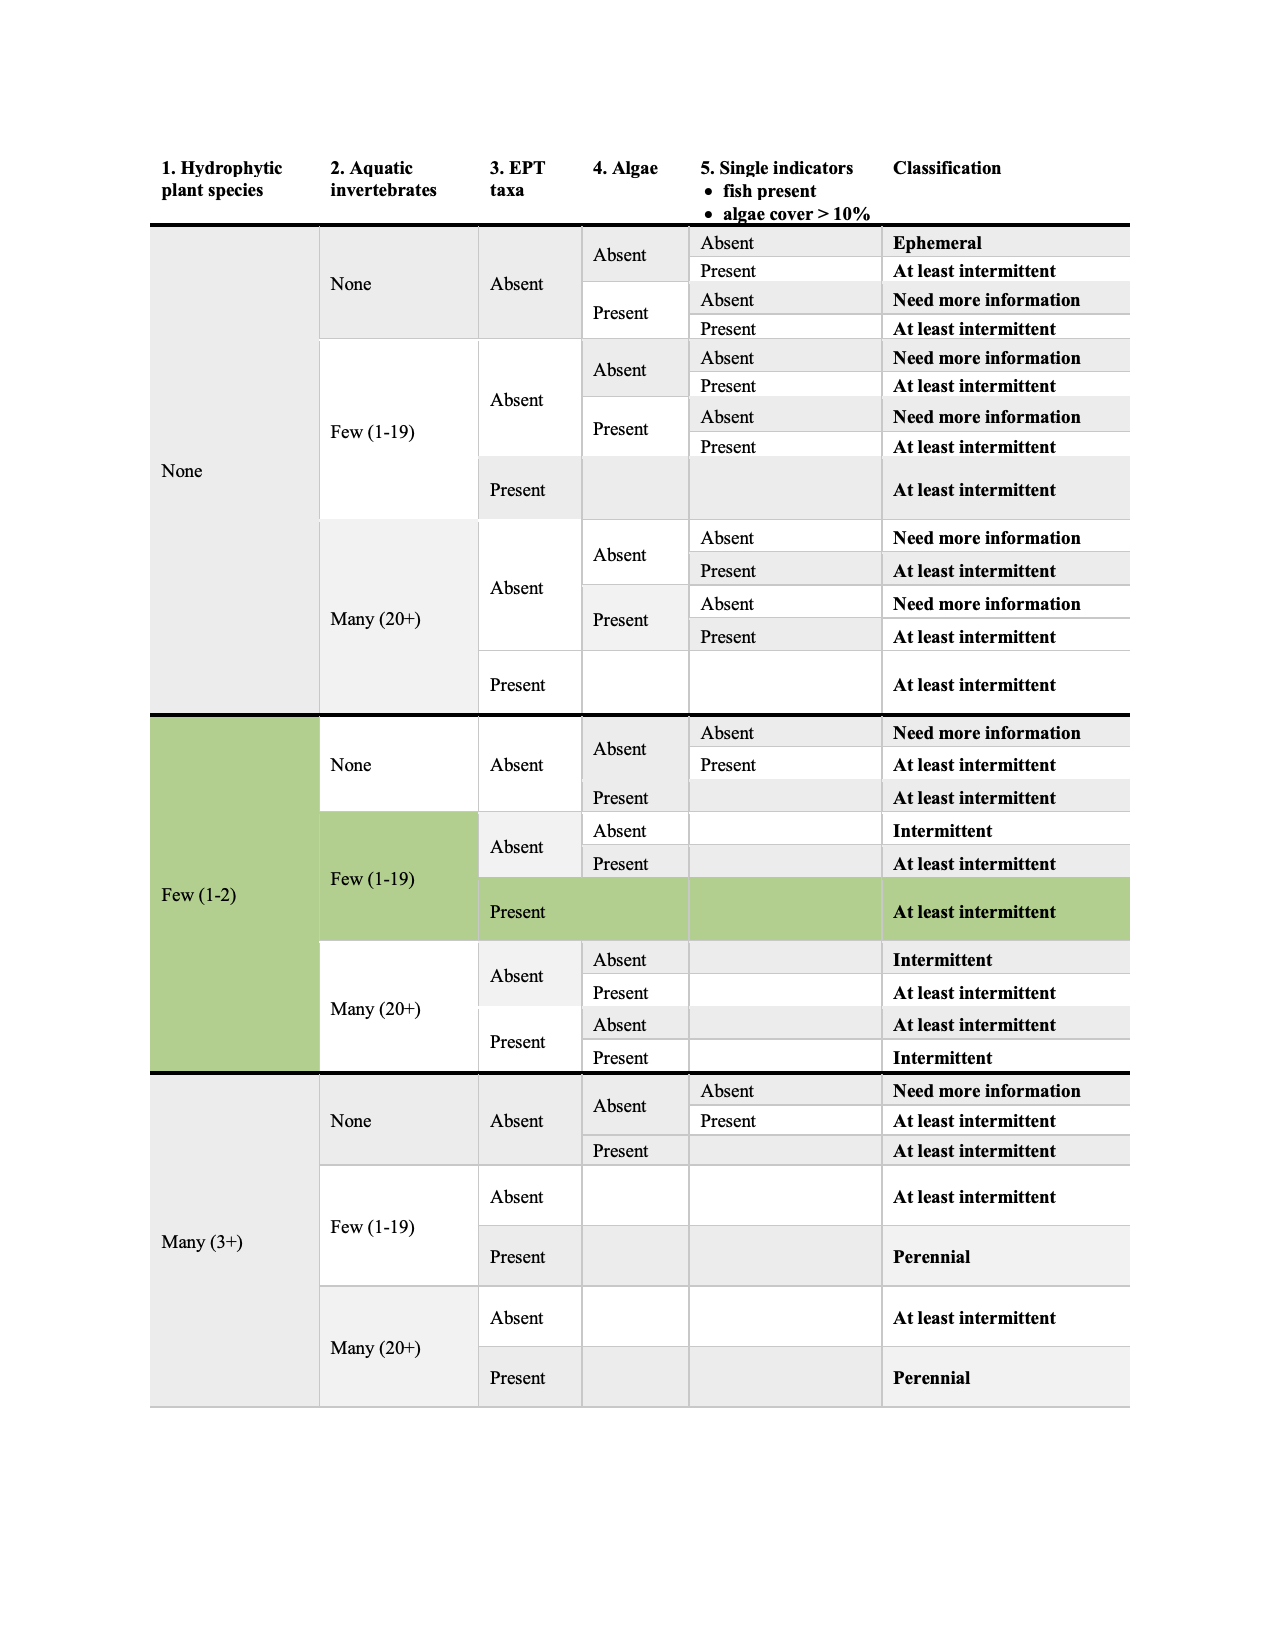 1. Hydrophytic plant species 2. Aquatic invertebrates 3. EPT taxa 4. Algae 5. Single indicators • fish present • algae cover > 10% Classification
None None Absent Absent Absent Ephemeral
Present At least intermittent
Present Absent Need more information
Present At least intermittent
Few (1-19) Absent Absent Absent Need more information
Present At least intermittent
Present Absent Need more information
Present At least intermittent
Present At least intermittent
Many (20+) Absent Absent Absent Need more information
Present At least intermittent
Present Absent Need more information
Present At least intermittent
Present At least intermittent
Few (1-2) None Absent Absent Absent Need more information
Present At least intermittent
Present At least intermittent
Few (1-19) Absent Absent Intermittent
Present At least intermittent
Present At least intermittent
Many (20+) Absent Absent Intermittent
Present At least intermittent
Present Absent At least intermittent
Present Intermittent
Many (3+) None Absent Absent Absent Need more information
Present At least intermittent
Present At least intermittent
Few (1-19) Absent At least intermittent
Present Perennial
Many (20+) Absent At least intermittent
Present Perennial